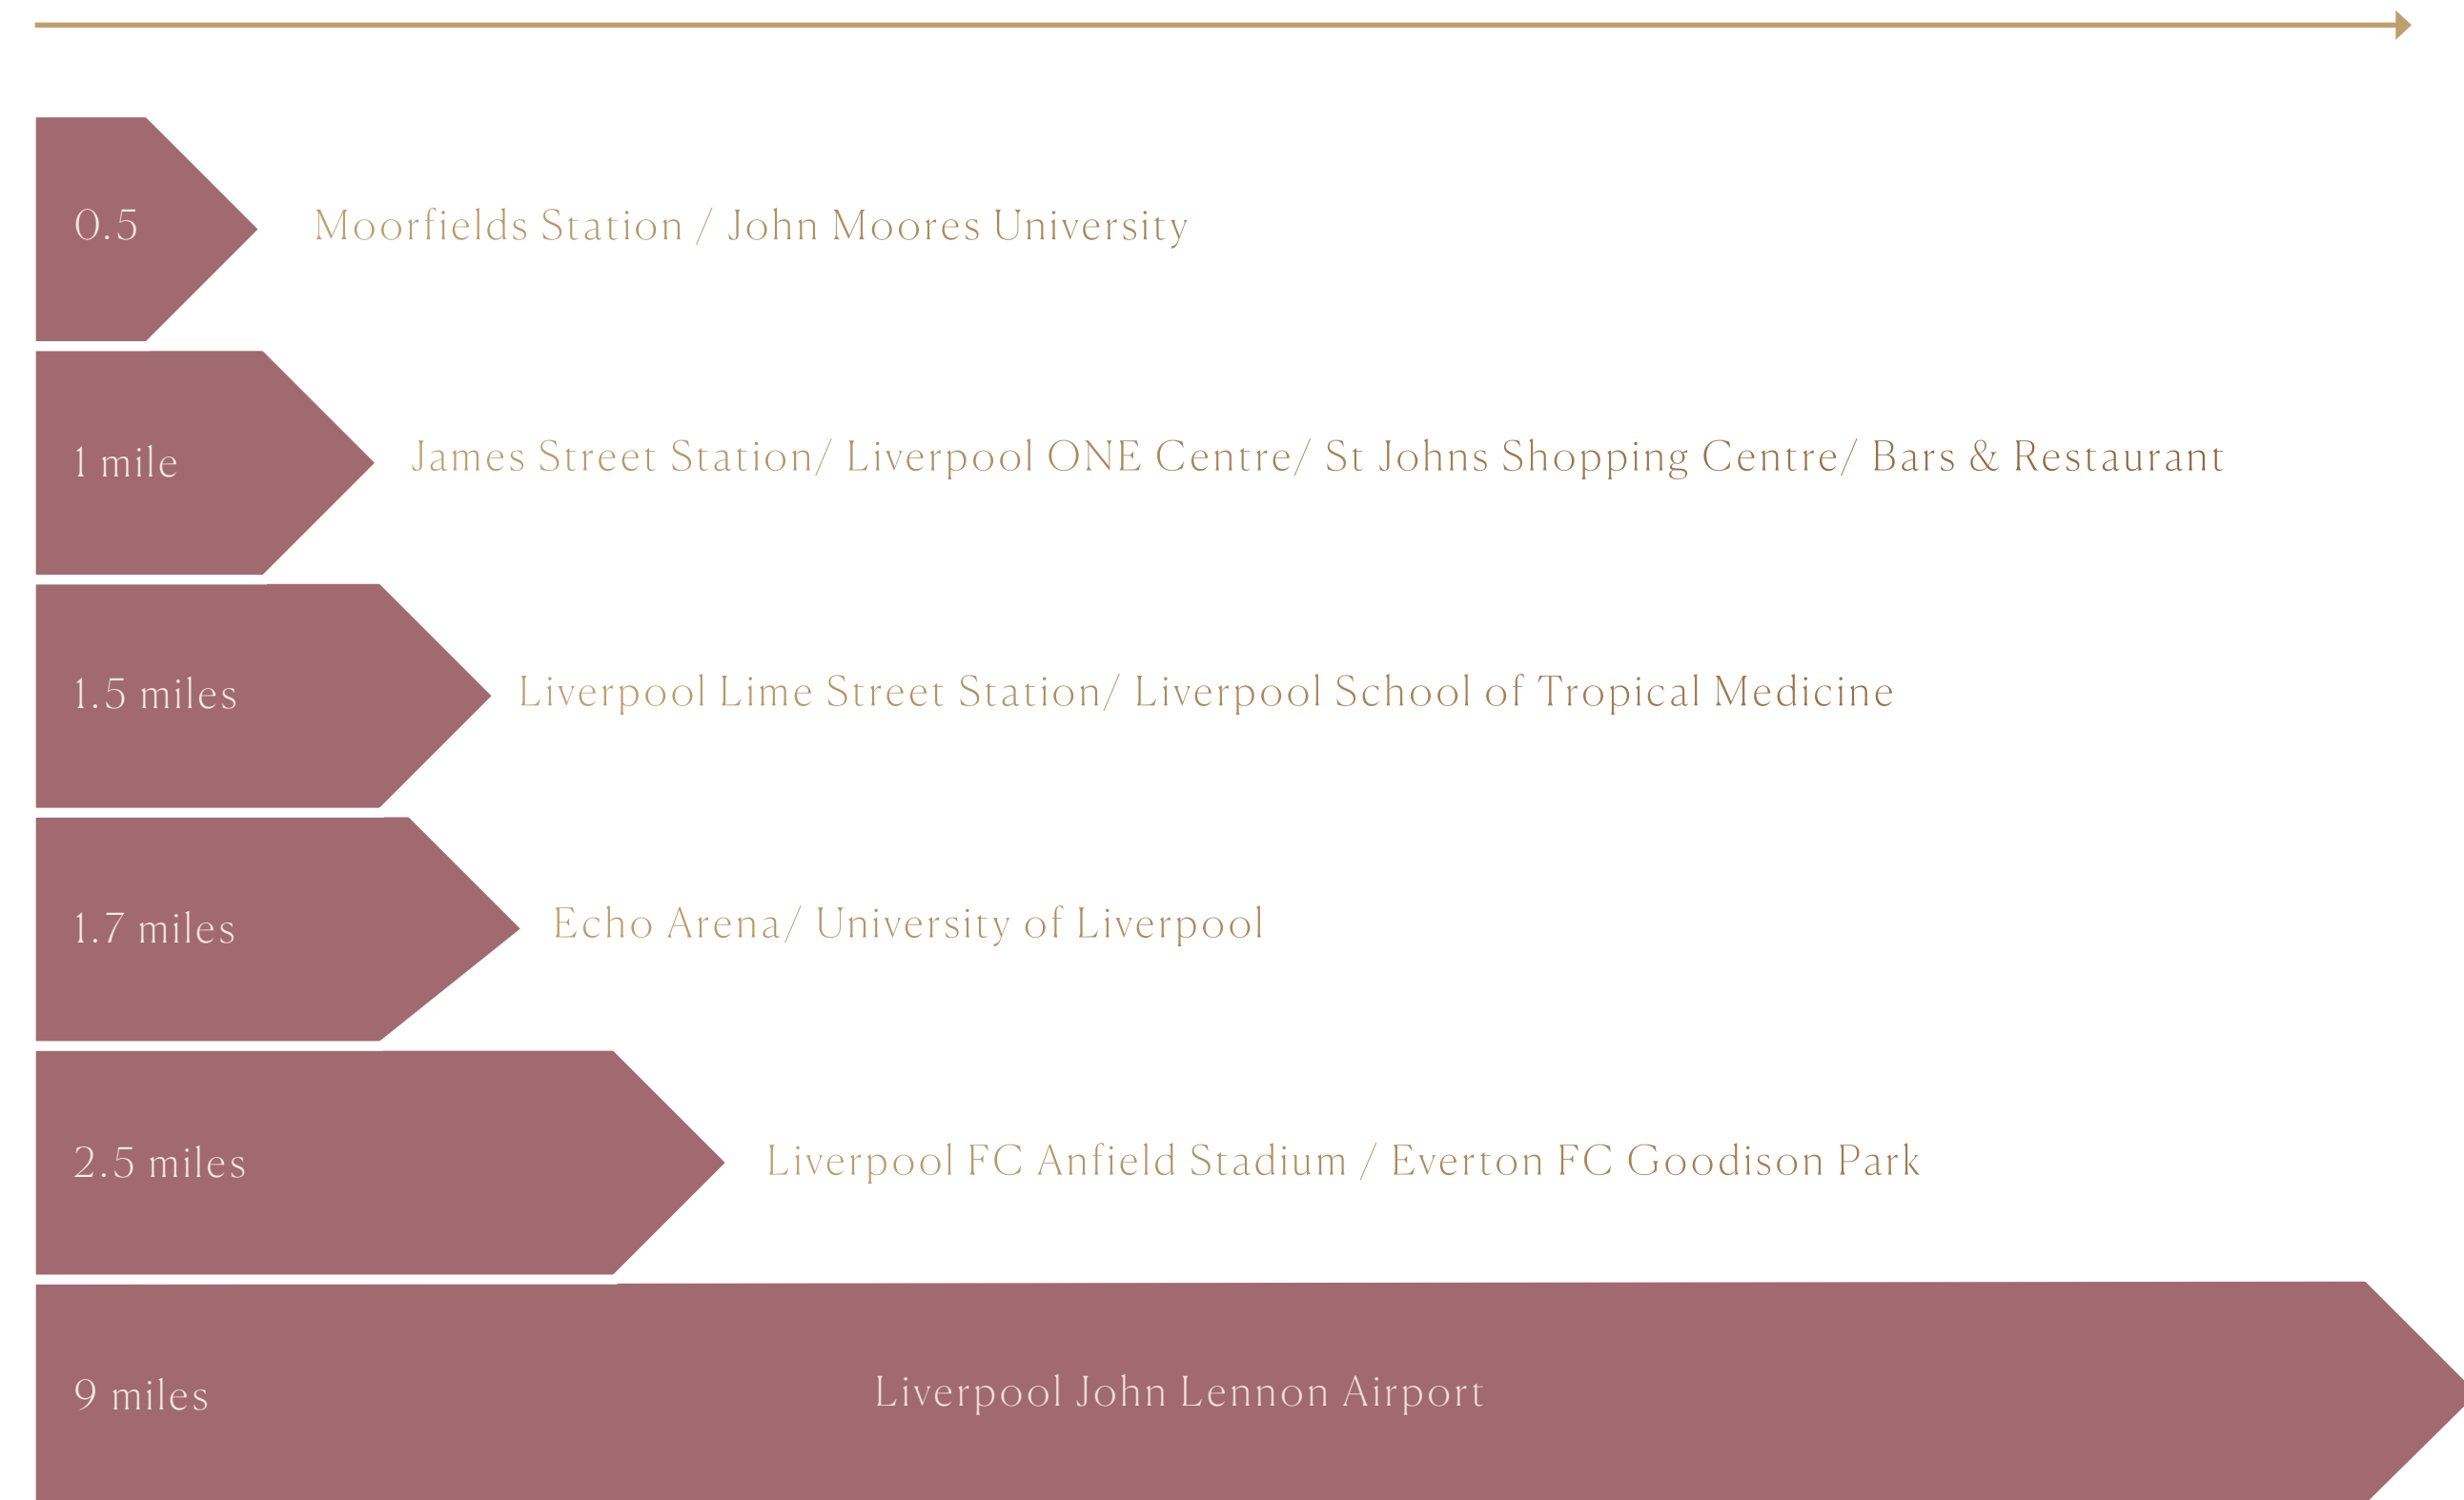 0.5 Moorfields Station / John Moores University
1 mile James Street Station/ Liverpool ONE Centre/ St Johns Shopping Centre/ Bars & Restaurant
1.5 miles Liverpool Lime Street Station/ Liverpool School of Tropical Medicine
1.7 miles Echo Arena/ University of Liverpool
2.5 miles Liverpool FC Anfield Stadium / Everton FC Goodison Park
9 miles Liverpool John Lennon Airport